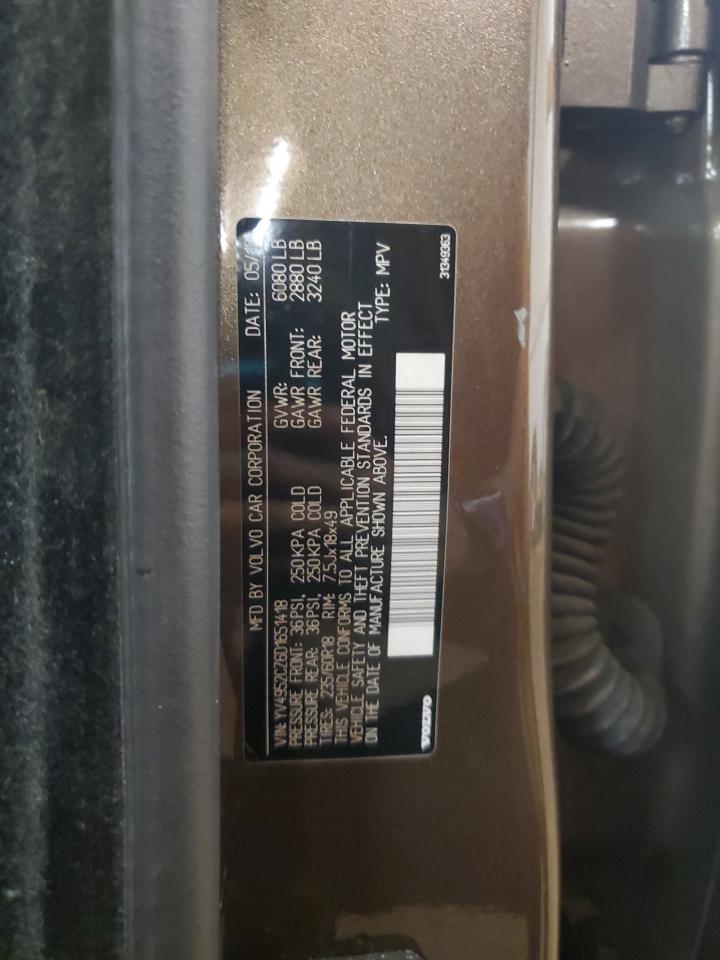 MFD BY VOLVO CAR CORPORATION DATE: 05/
VIN: YV4952CZ6D1651418 GVWR: 6080 LB
PRESSURE FRONT: 36PSI, 250KPA COLD GAWR FRONT: 2880 LB
PRESSURE REAR: 36PSI, 250KPA COLD GAWR REAR: 3240 LB
TIRES: 235/60R18 RIM: 7.5Jx18x49
THIS VEHICLE CONFORMS TO ALL APPLICABLE FEDERAL MOTOR
VEHICLE SAFETY AND THEFT PREVENTION STANDARDS IN EFFECT
ON THE DATE OF MANUFACTURE SHOWN ABOVE. TYPE: MPV
VOLVO 31349363